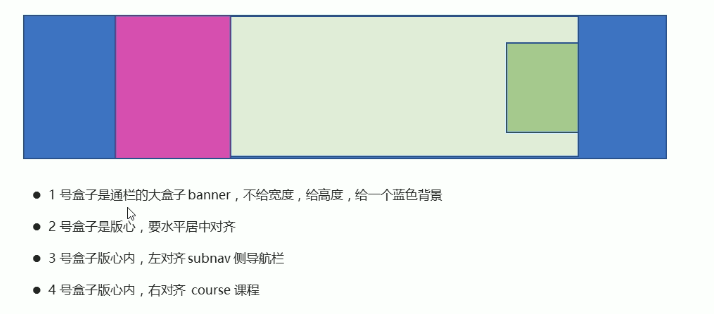 ● 1 号盒子是通栏的大盒子 banner，不给宽度，给高度，给一个蓝色背景
● 2 号盒子是版心，要水平居中对齐
● 3 号盒子版心内，左对齐 subnav 侧导航栏
● 4 号盒子版心内，右对齐 course 课程